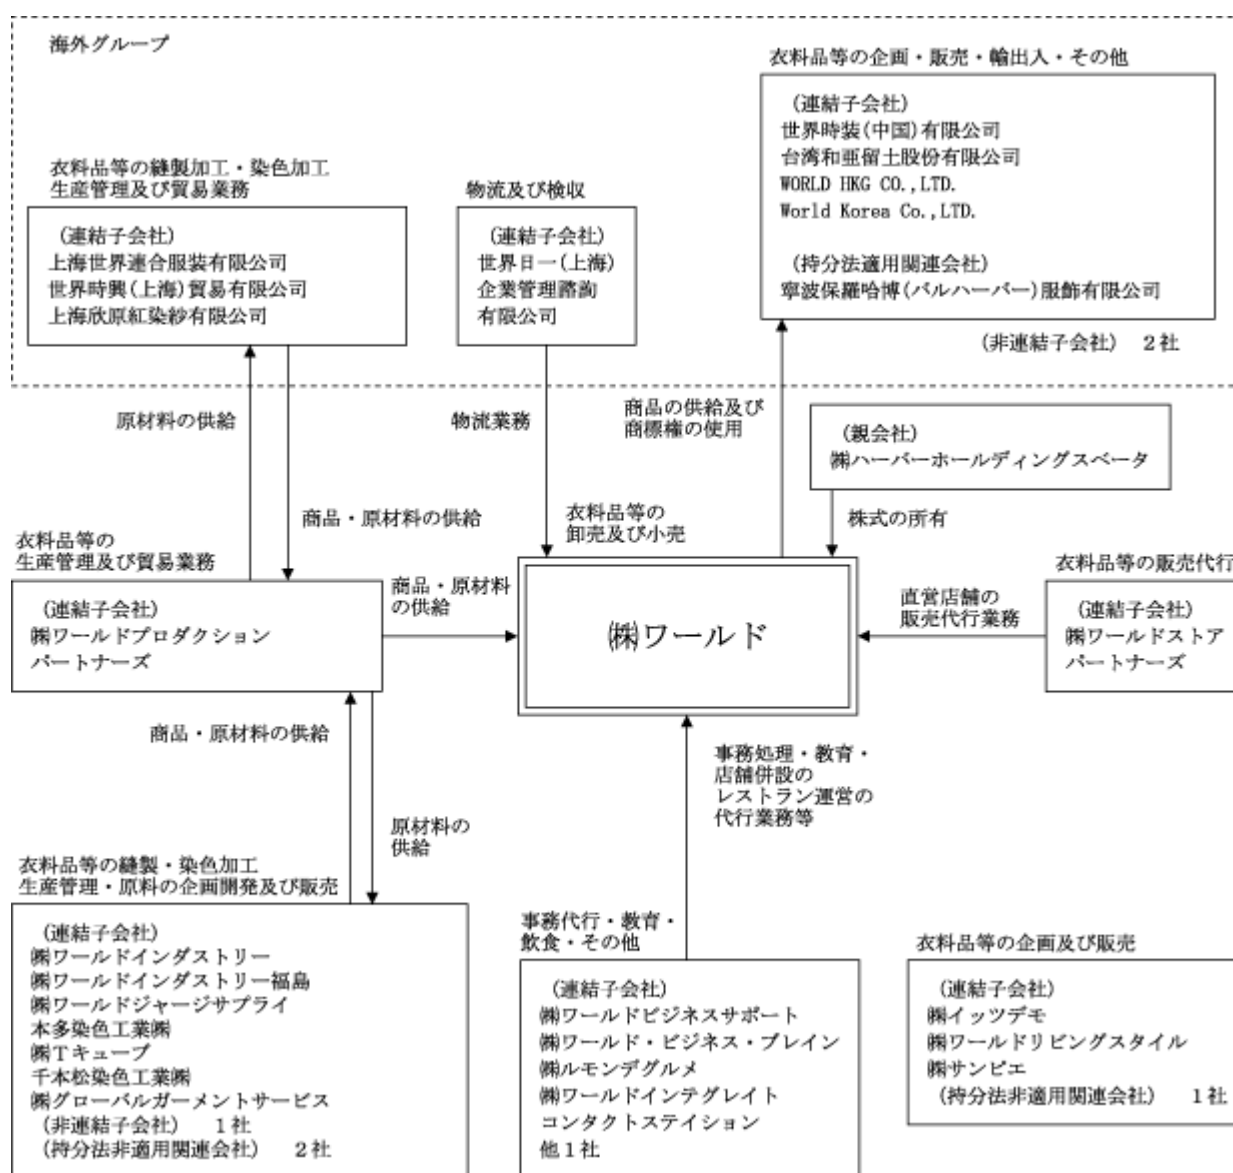 海外グループ
衣料品等の企画・販売・輸出入・その他
(連結子会社)
世界時装(中国)有限公司
台湾和亜留土股份有限公司
WORLD HKG CO.,LTD.
World Korea Co.,LTD.
(持分法適用関連会社)
寧波保羅哈博(パルハーバー)服飾有限公司
(非連結子会社) 2社
衣料品等の縫製加工・染色加工
生産管理及び貿易業務
(連結子会社)
上海世界連合服装有限公司
世界時興(上海)貿易有限公司
上海欣原紅染紗有限公司
物流及び検収
(連結子会社)
世界日一(上海)
企業管理諮詢
有限公司
原材料の供給
物流業務
商品の供給及び
商標権の使用
(親会社)
㈱ハーバーホールディングスベータ
商品・原材料の供給
衣料品等の
卸売及び小売
株式の所有
衣料品等の
生産管理及び貿易業務
(連結子会社)
㈱ワールドプロダクション
パートナーズ
商品・原材料
の供給
㈱ワールド
直営店舗の
販売代行業務
衣料品等の販売代行
(連結子会社)
㈱ワールドストア
パートナーズ
商品・原材料の供給
原材料の
供給
事務処理・教育・
店舗併設の
レストラン運営の
代行業務等
衣料品等の縫製・染色加工
生産管理・原料の企画開発及び販売
(連結子会社)
㈱ワールドインダストリー
㈱ワールドインダストリー福島
㈱ワールドジャージサプライ
本多染色工業㈱
㈱Tキューブ
千本松染色工業㈱
㈱グローバルガーメントサービス
(非連結子会社) 1社
(持分法非適用関連会社) 2社
事務代行・教育・
飲食・その他
(連結子会社)
㈱ワールドビジネスサポート
㈱ワールド・ビジネス・ブレイン
㈱ルモンデグルメ
㈱ワールドインテグレイト
コンタクトステイション
他1社
衣料品等の企画及び販売
(連結子会社)
㈱イッツデモ
㈱ワールドリビングスタイル
㈱サンピエ
(持分法非適用関連会社) 1社